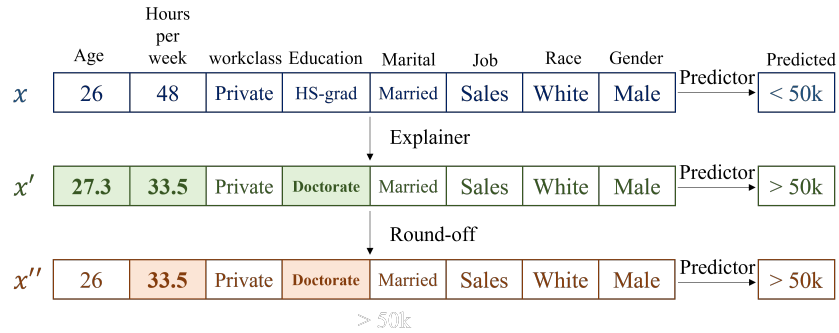 Age Hours per week workclass Education Marital Job Race Gender Predicted
x 26 48 Private HS-grad Married Sales White Male Predictor < 50k
Explainer
x′ 27.3 33.5 Private Doctorate Married Sales White Male Predictor > 50k
Round-off
x′′ 26 33.5 Private Doctorate Married Sales White Male Predictor > 50k
> 50k